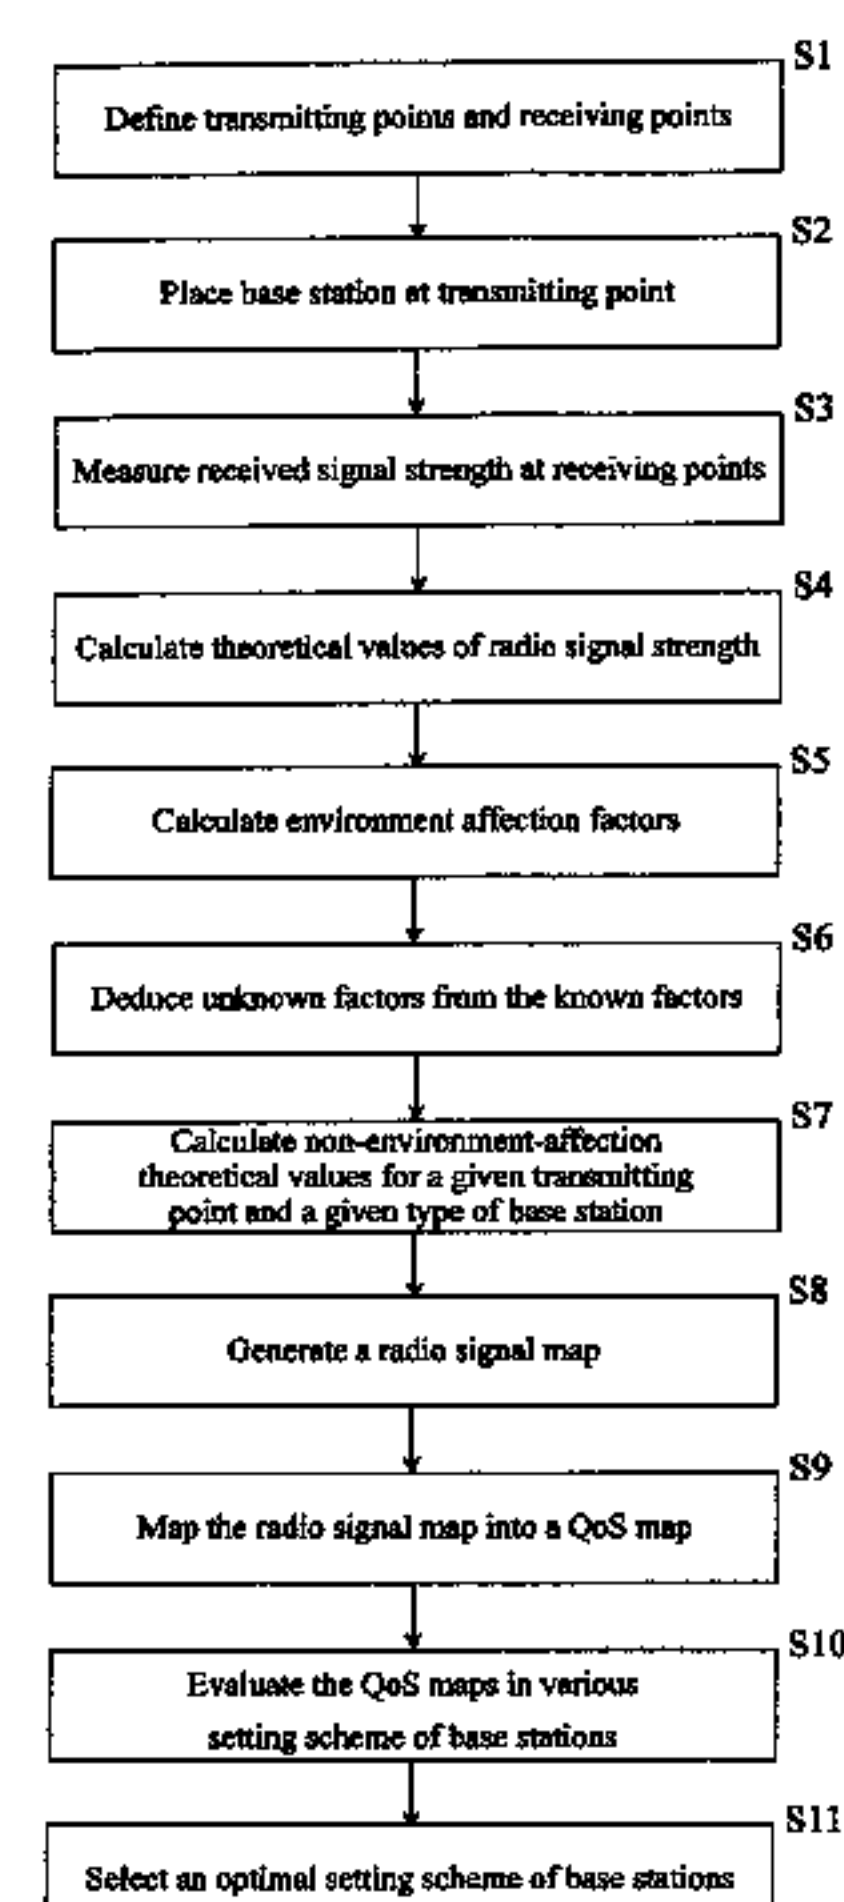 S1
Define transmitting points and receiving points
S2
Place base station at transmitting point
S3
Measure received signal strength at receiving points
S4
Calculate theoretical values of radio signal strength
S5
Calculate environment affection factors
S6
Deduce unknown factors from the known factors
S7
Calculate non-environment-affection
theoretical values for a given transmitting
point and a given type of base station
S8
Generate a radio signal map
S9
Map the radio signal map into a QoS map
S10
Evaluate the QoS maps in various
setting scheme of base stations
S11
Select an optimal setting scheme of base stations